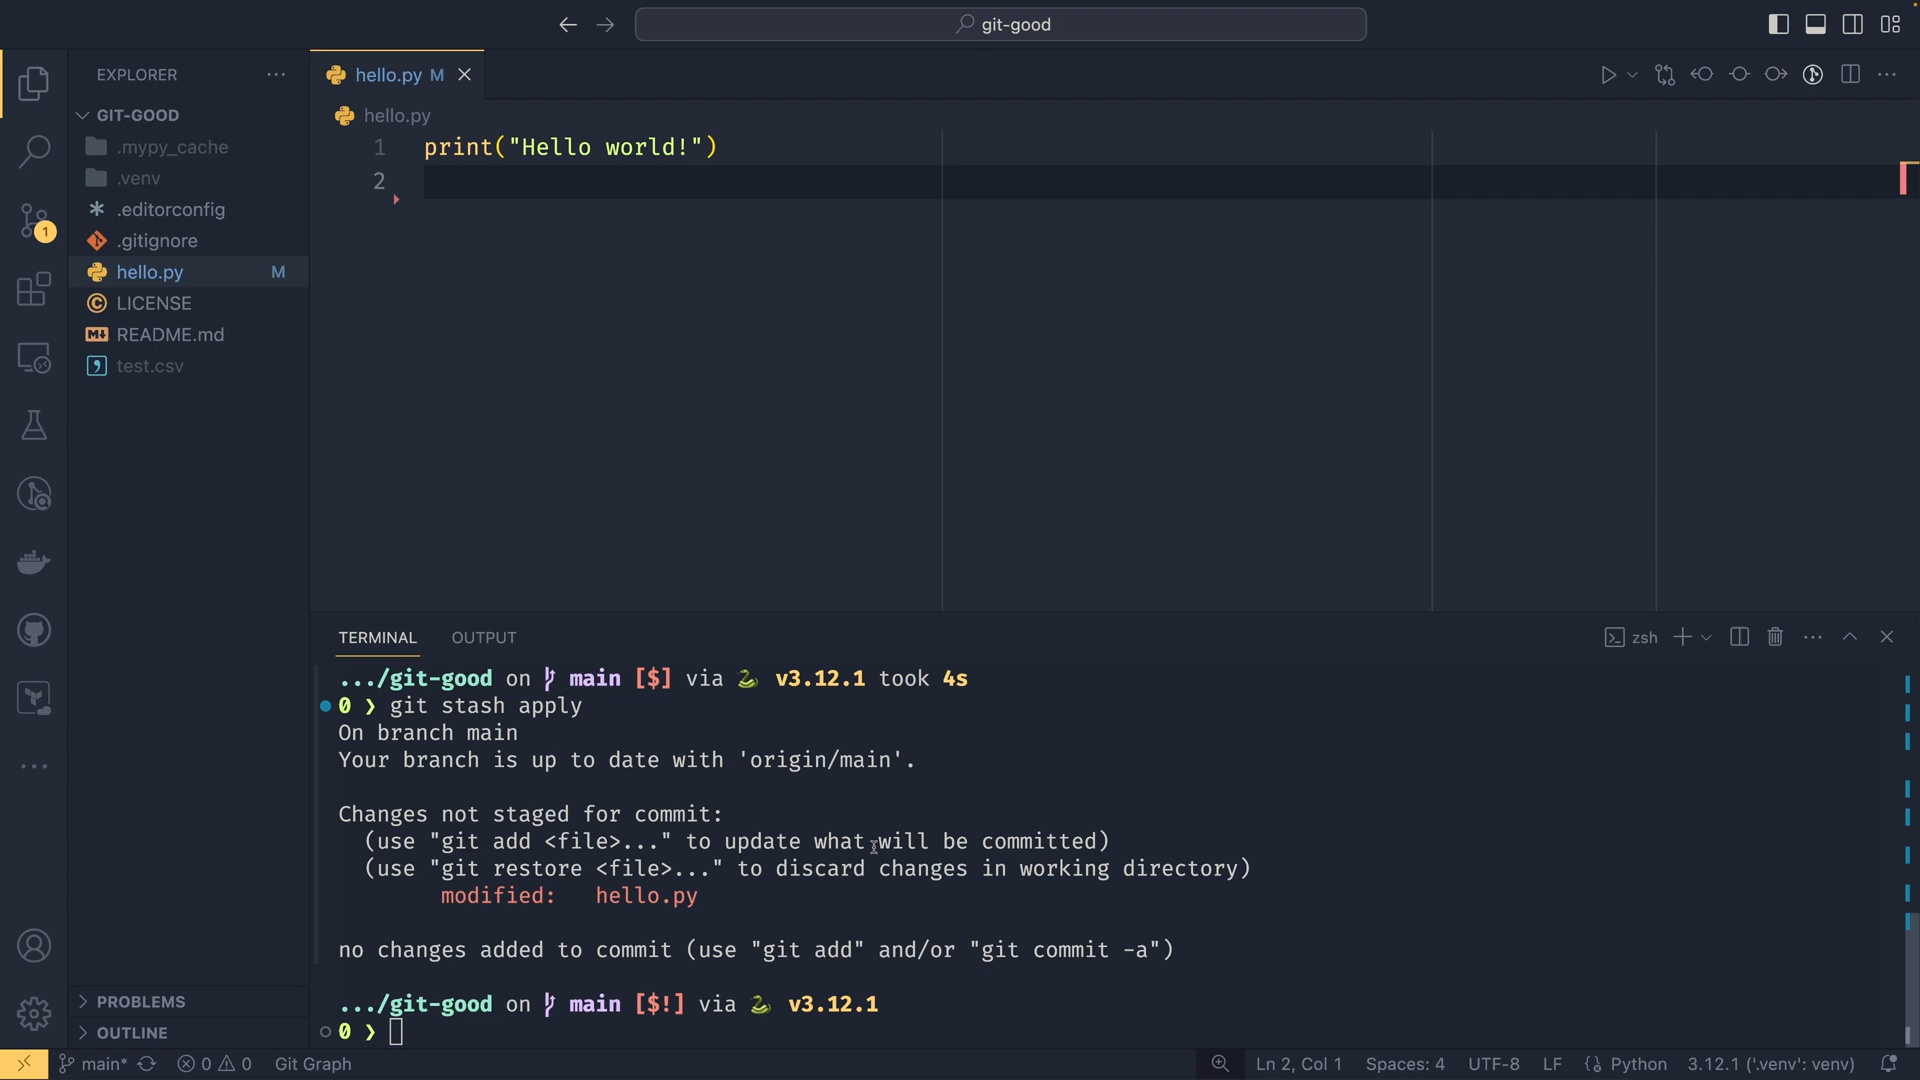 git-good
EXPLORER
GIT-GOOD
.mypy_cache
.venv
.editorconfig
.gitignore
hello.py M
LICENSE
README.md
test.csv
1
PROBLEMS
OUTLINE
hello.py M
hello.py
1 print("Hello world!")
2
TERMINAL OUTPUT
zsh
.../git-good on main [$] via v3.12.1 took 4s
0 ❯ git stash apply
On branch main
Your branch is up to date with 'origin/main'.
Changes not staged for commit:
(use "git add <file>..." to update what will be committed)
(use "git restore <file>..." to discard changes in working directory)
modified: hello.py
no changes added to commit (use "git add" and/or "git commit -a")
.../git-good on main [$!] via v3.12.1
0 ❯
main* 0 0 Git Graph Ln 2, Col 1 Spaces: 4 UTF-8 LF Python 3.12.1 ('.venv': venv)